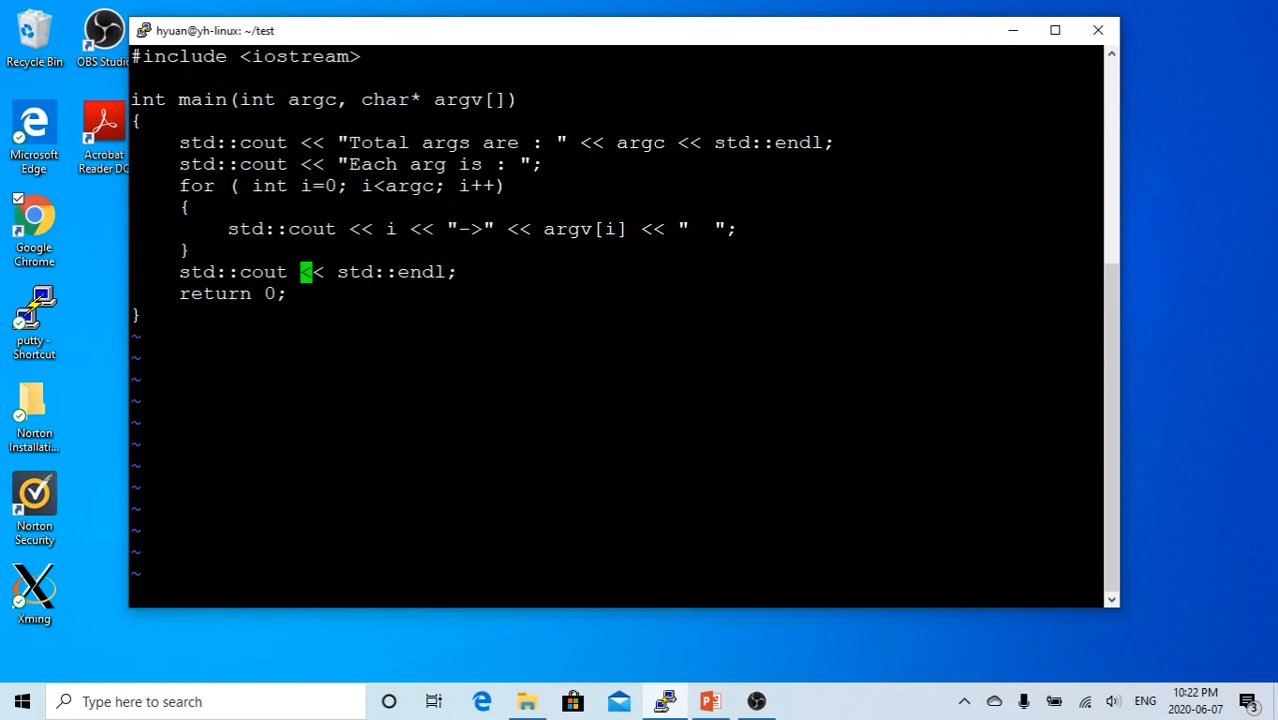 hyuan@yh-linux: ~/test
#include <iostream>
int main(int argc, char* argv[])
{
    std::cout << "Total args are : " << argc << std::endl;
    std::cout << "Each arg is : ";
    for ( int i=0; i<argc; i++)
    {
        std::cout << i << "->" << argv[i] << "  ";
    }
    std::cout << std::endl;
    return 0;
}
~
~
~
~
~
~
~
~
~
~
~
~
Recycle Bin
OBS Studio
Microsoft
Edge
Acrobat
Reader DC
Google
Chrome
putty -
Shortcut
Norton
Installati...
Norton
Security
Xming
Type here to search
ENG
10:22 PM
2020-06-07
3